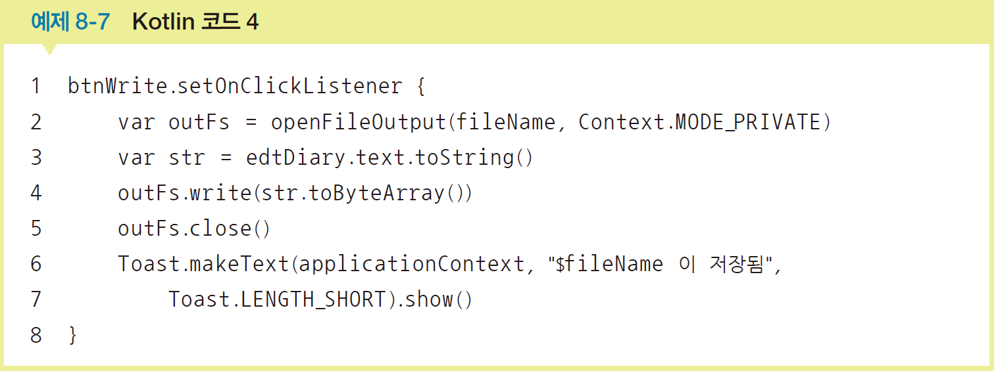 예제 8-7 Kotlin 코드 4
1 btnWrite.setOnClickListener {
2     var outFs = openFileOutput(fileName, Context.MODE_PRIVATE)
3     var str = edtDiary.text.toString()
4     outFs.write(str.toByteArray())
5     outFs.close()
6     Toast.makeText(applicationContext, "$fileName 이 저장됨",
7         Toast.LENGTH_SHORT).show()
8 }